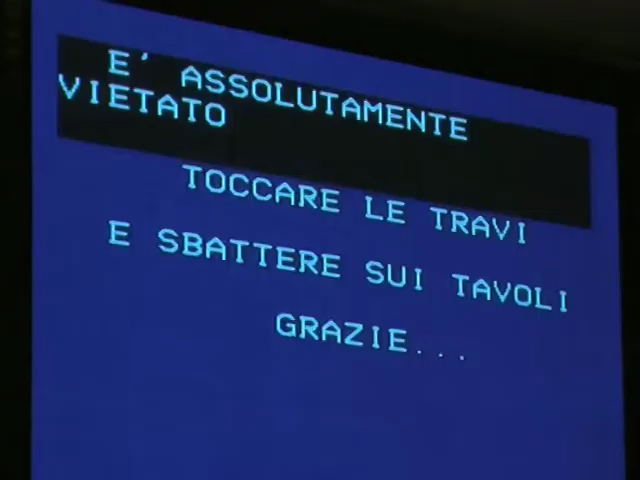 E' ASSOLUTAMENTE
VIETATO
TOCCARE LE TRAVI
E SBATTERE SUI TAVOLI
GRAZIE...